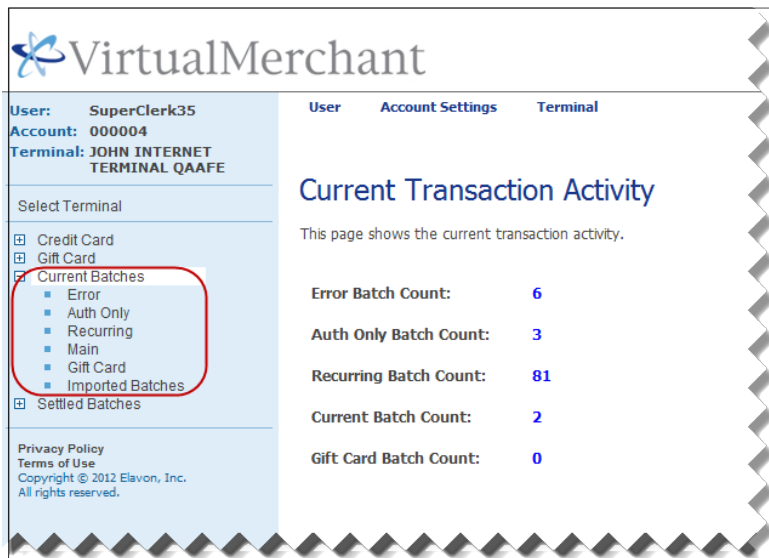 VirtualMerchant
User: SuperClerk35
Account: 000004
Terminal: JOHN INTERNET
TERMINAL QAAFE
Select Terminal
Credit Card
Gift Card
Current Batches
Error
Auth Only
Recurring
Main
Gift Card
Imported Batches
Settled Batches
Privacy Policy
Terms of Use
Copyright © 2012 Elavon, Inc.
All rights reserved.
User Account Settings Terminal
Current Transaction Activity
This page shows the current transaction activity.
Error Batch Count: 6
Auth Only Batch Count: 3
Recurring Batch Count: 81
Current Batch Count: 2
Gift Card Batch Count: 0